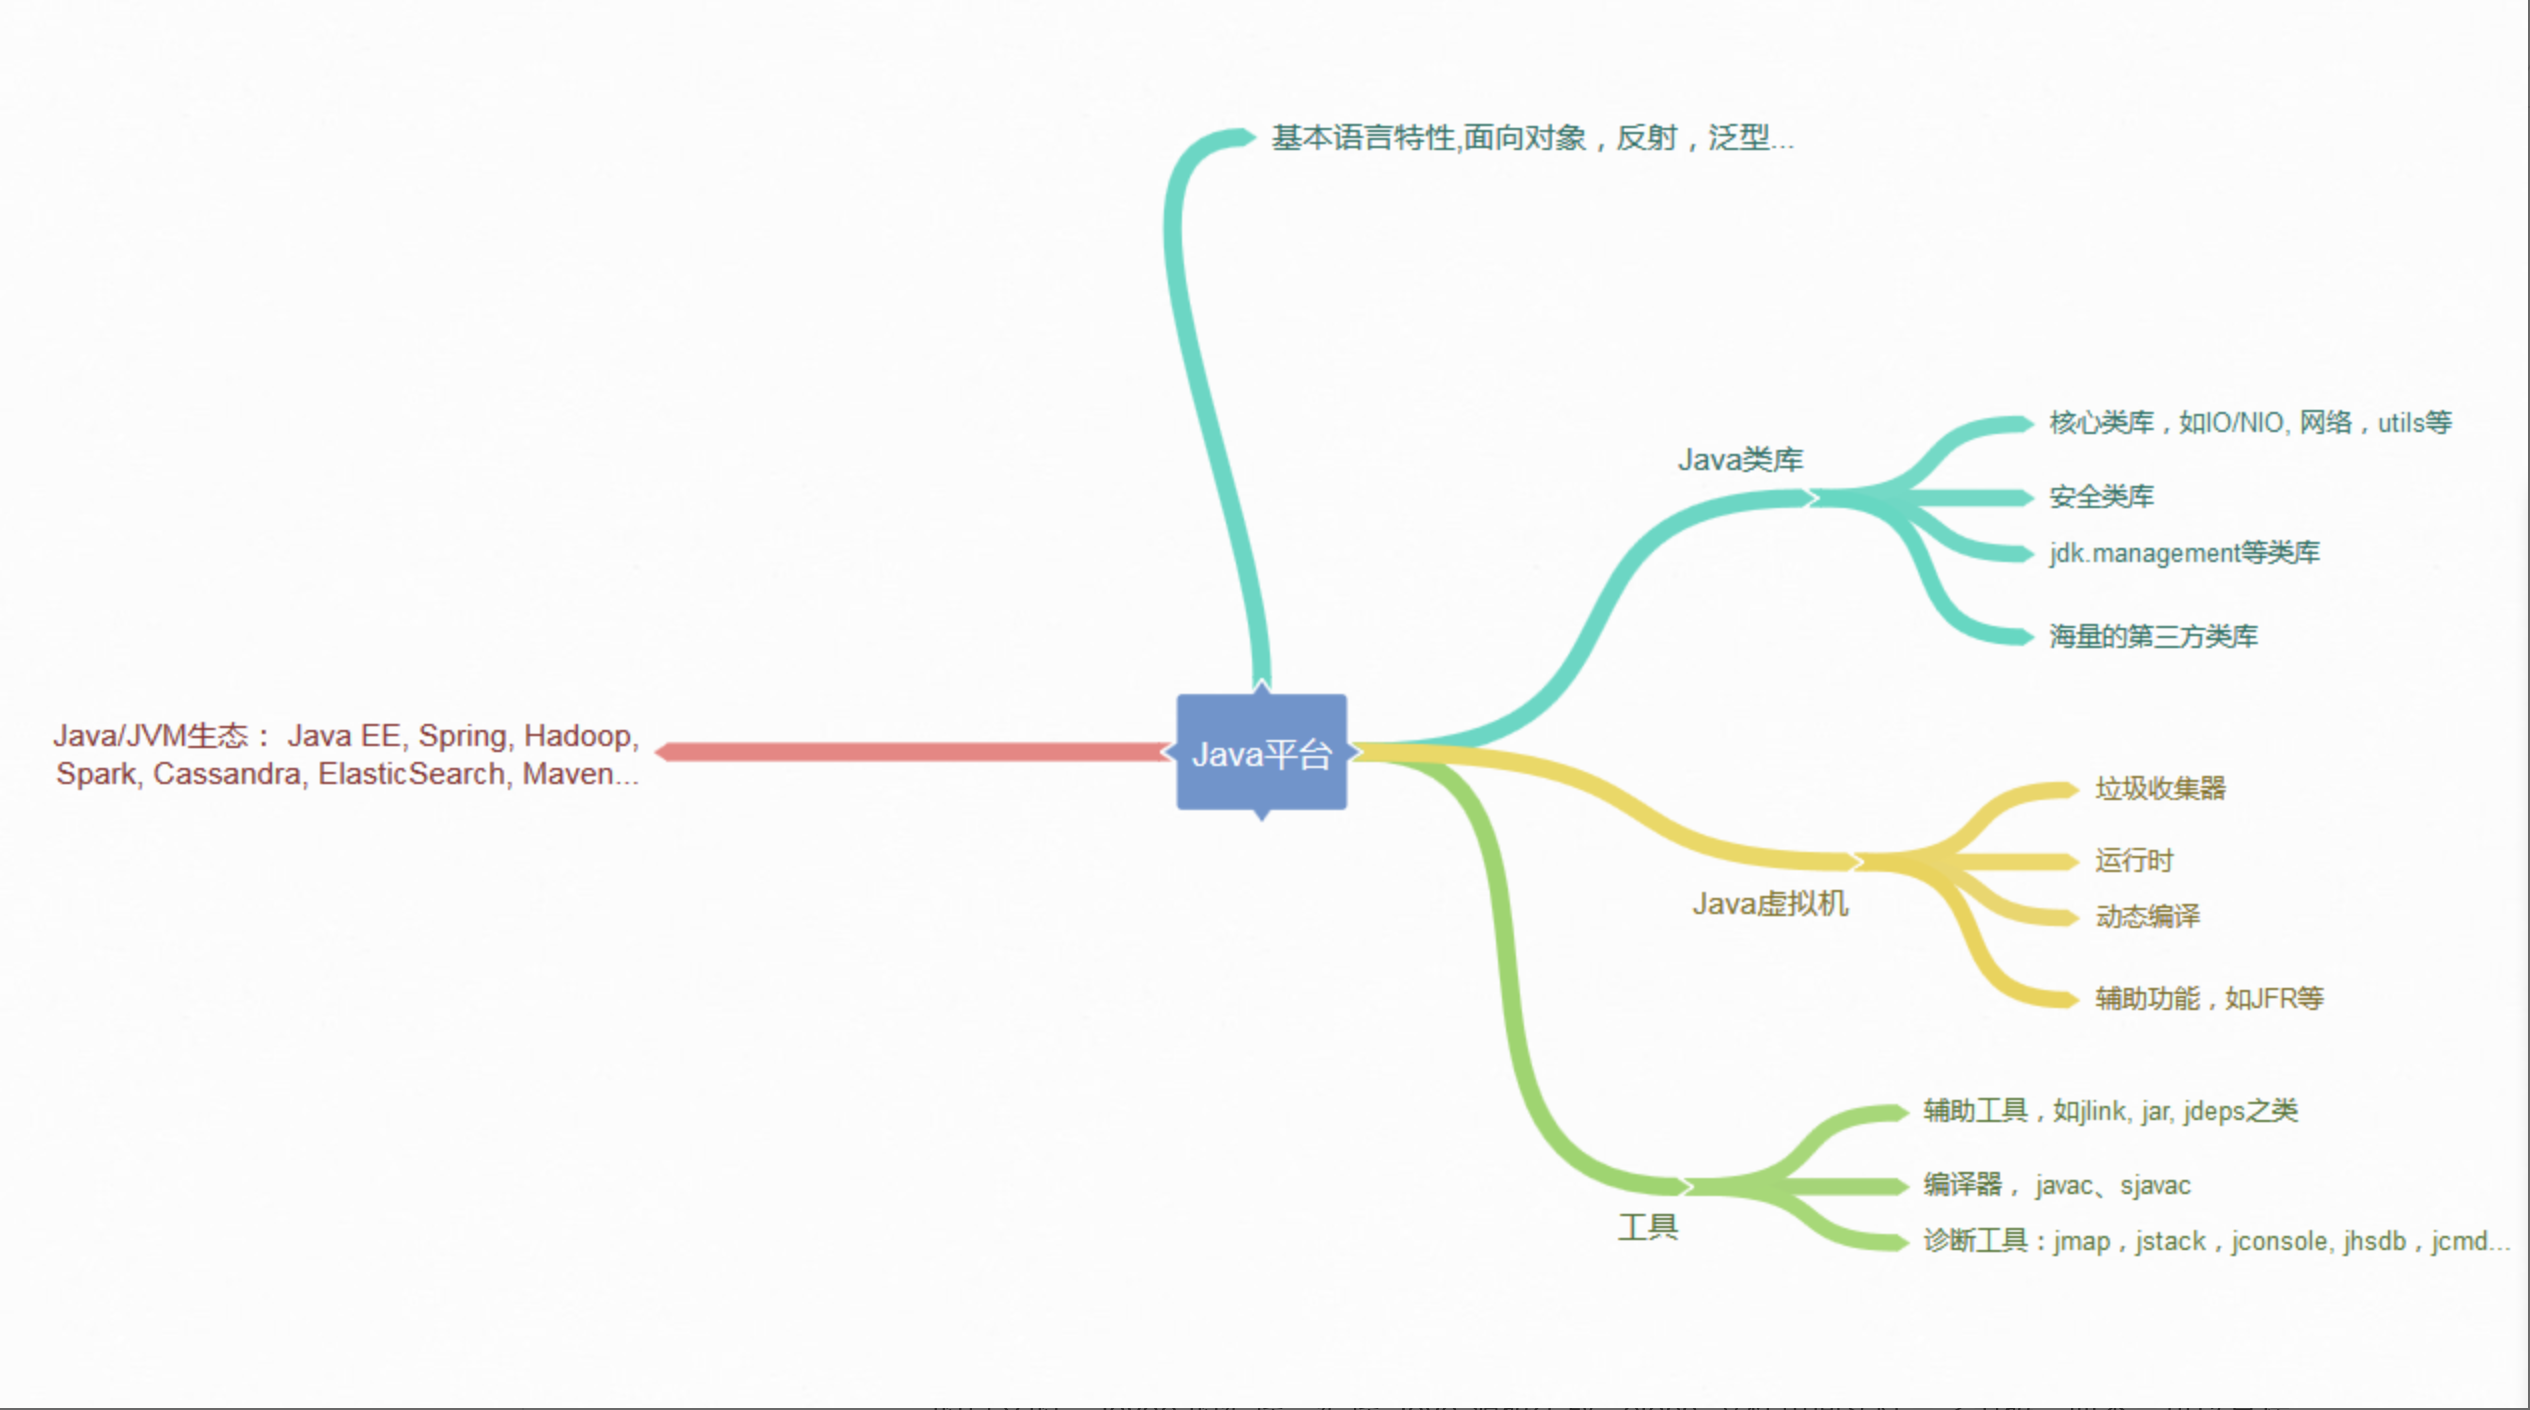 基本语言特性,面向对象，反射，泛型...
Java类库
核心类库，如IO/NIO, 网络，utils等
安全类库
jdk.management等类库
海量的第三方类库
Java/JVM生态： Java EE, Spring, Hadoop,
Spark, Cassandra, ElasticSearch, Maven...
Java平台
Java虚拟机
垃圾收集器
运行时
动态编译
辅助功能，如JFR等
工具
辅助工具，如jlink, jar, jdeps之类
编译器， javac、sjavac
诊断工具：jmap，jstack，jconsole, jhsdb，jcmd...